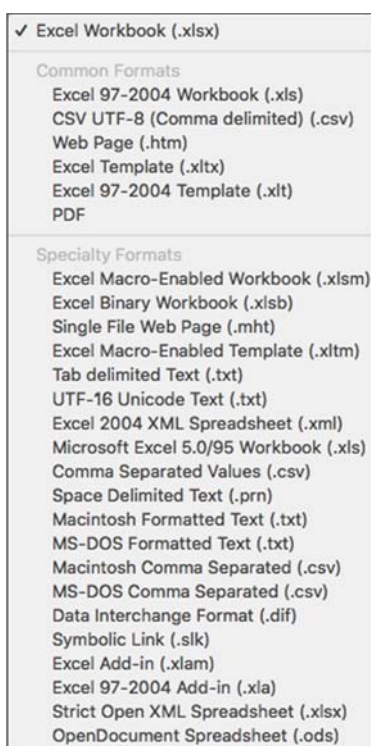 ✓ Excel Workbook (.xlsx)
Common Formats
Excel 97-2004 Workbook (.xls)
CSV UTF-8 (Comma delimited) (.csv)
Web Page (.htm)
Excel Template (.xltx)
Excel 97-2004 Template (.xlt)
PDF
Specialty Formats
Excel Macro-Enabled Workbook (.xlsm)
Excel Binary Workbook (.xlsb)
Single File Web Page (.mht)
Excel Macro-Enabled Template (.xltm)
Tab delimited Text (.txt)
UTF-16 Unicode Text (.txt)
Excel 2004 XML Spreadsheet (.xml)
Microsoft Excel 5.0/95 Workbook (.xls)
Comma Separated Values (.csv)
Space Delimited Text (.prn)
Macintosh Formatted Text (.txt)
MS-DOS Formatted Text (.txt)
Macintosh Comma Separated (.csv)
MS-DOS Comma Separated (.csv)
Data Interchange Format (.dif)
Symbolic Link (.slk)
Excel Add-in (.xlam)
Excel 97-2004 Add-in (.xla)
Strict Open XML Spreadsheet (.xlsx)
OpenDocument Spreadsheet (.ods)